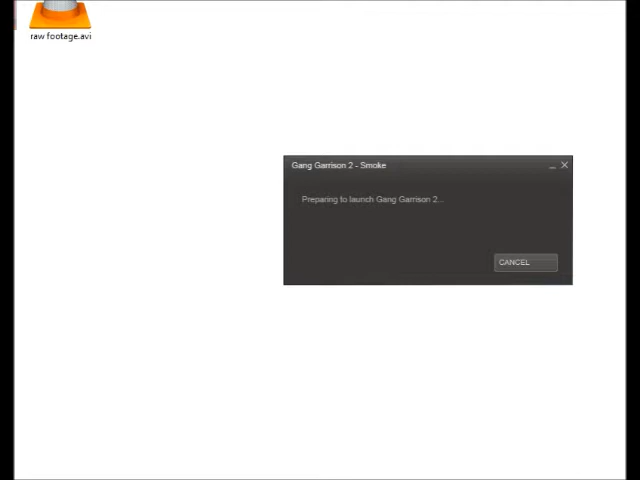 raw footage.avi
Gang Garrison 2 - Smoke
Preparing to launch Gang Garrison 2...
CANCEL